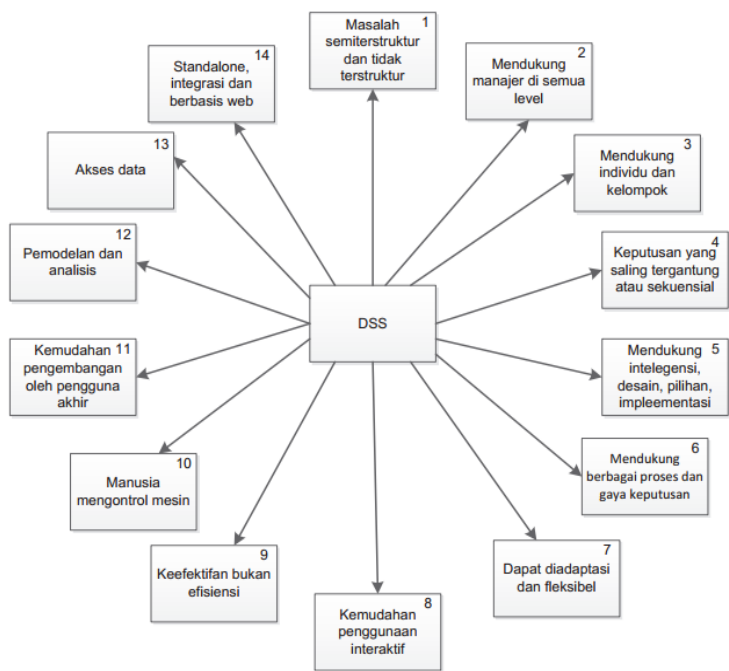 1
Masalah
semiterstruktur
dan tidak
terstruktur
2
Mendukung
manajer di semua
level
3
Mendukung
individu dan
kelompok
4
Keputusan yang
saling tergantung
atau sekuensial
5
Mendukung
intelegensi,
desain, pilihan,
impleementasi
6
Mendukung
berbagai proses dan
gaya keputusan
7
Dapat diadaptasi
dan fleksibel
8
Kemudahan
penggunaan
interaktif
9
Keefektifan bukan
efisiensi
10
Manusia
mengontrol mesin
11
Kemudahan
pengembangan
oleh pengguna
akhir
12
Pemodelan dan
analisis
13
Akses data
14
Standalone,
integrasi dan
berbasis web
DSS